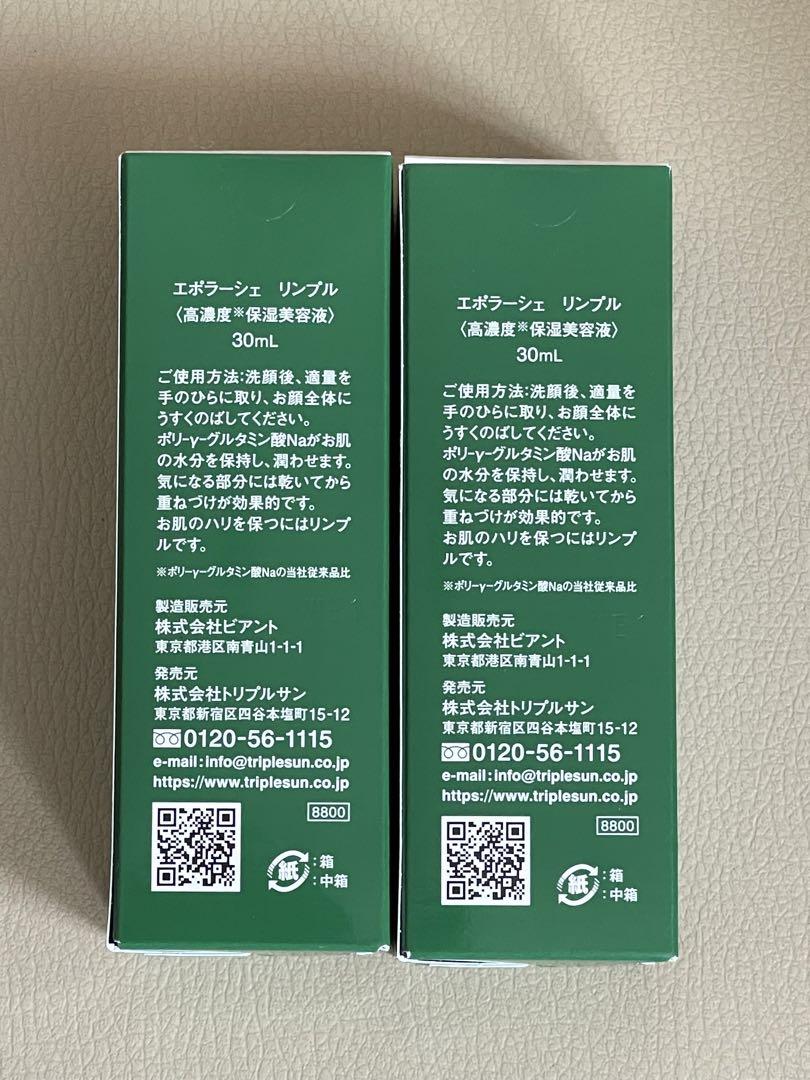 エポラーシェ　リンプル
〈高濃度※保湿美容液〉
30mL
ご使用方法:洗顔後、適量を
手のひらに取り、お顔全体に
うすくのばしてください。
ポリーγーグルタミン酸Naがお肌
の水分を保持し、潤わせます。
気になる部分には乾いてから
重ねづけが効果的です。
お肌のハリを保つにはリンプ
ルです。
※ポリーγーグルタミン酸Naの当社従来品比
製造販売元
株式会社ビアント
東京都港区南青山1-1-1
発売元
株式会社トリプルサン
東京都新宿区四谷本塩町15-12
0120-56-1115
e-mail:info@triplesun.co.jp
https://www.triplesun.co.jp
8800
紙:箱
:中箱
エポラーシェ　リンプル
〈高濃度※保湿美容液〉
30mL
ご使用方法:洗顔後、適量を
手のひらに取り、お顔全体に
うすくのばしてください。
ポリーγーグルタミン酸Naがお肌
の水分を保持し、潤わせます。
気になる部分には乾いてから
重ねづけが効果的です。
お肌のハリを保つにはリンプ
ルです。
※ポリーγーグルタミン酸Naの当社従来品比
製造販売元
株式会社ビアント
東京都港区南青山1-1-1
発売元
株式会社トリプルサン
東京都新宿区四谷本塩町15-12
0120-56-1115
e-mail:info@triplesun.co.jp
https://www.triplesun.co.jp
8800
紙:箱
:中箱